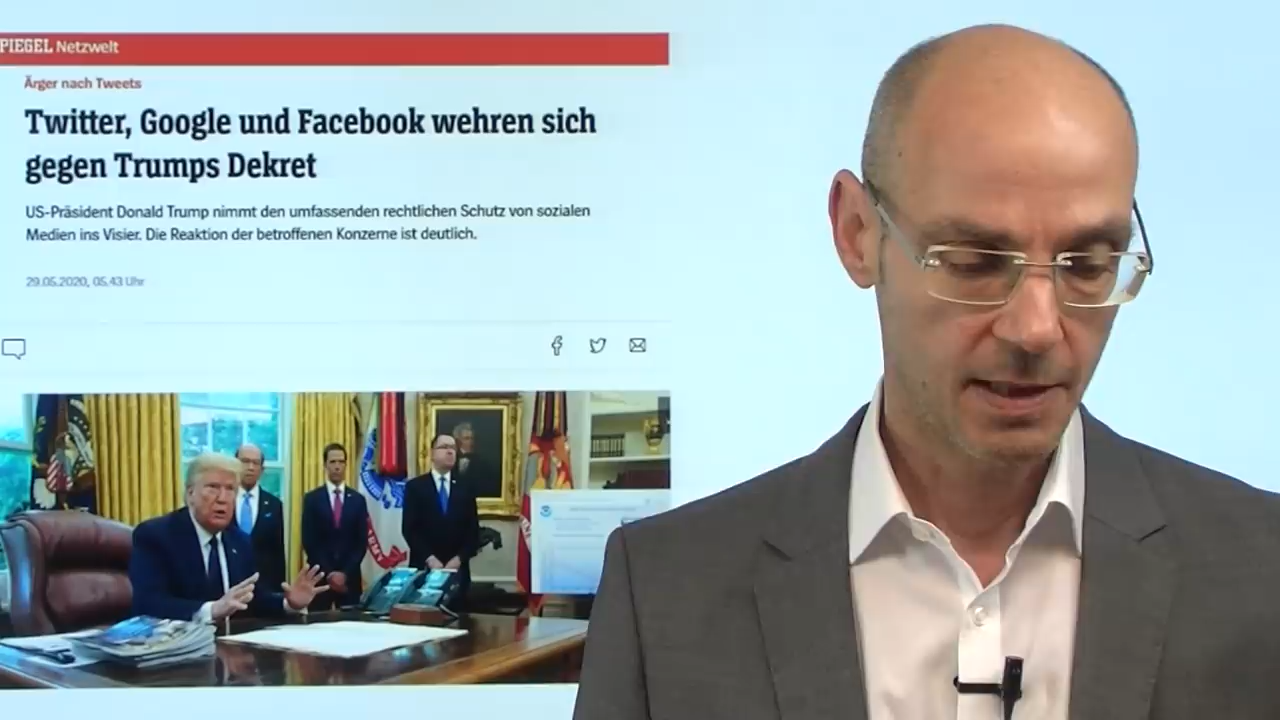 PIEGEL Netzwelt
Ärger nach Tweets
Twitter, Google und Facebook wehren sich
gegen Trumps Dekret
US-Präsident Donald Trump nimmt den umfassenden rechtlichen Schutz von sozialen
Medien ins Visier. Die Reaktion der betroffenen Konzerne ist deutlich.
29.05.2020, 05.43 Uhr
ARMY